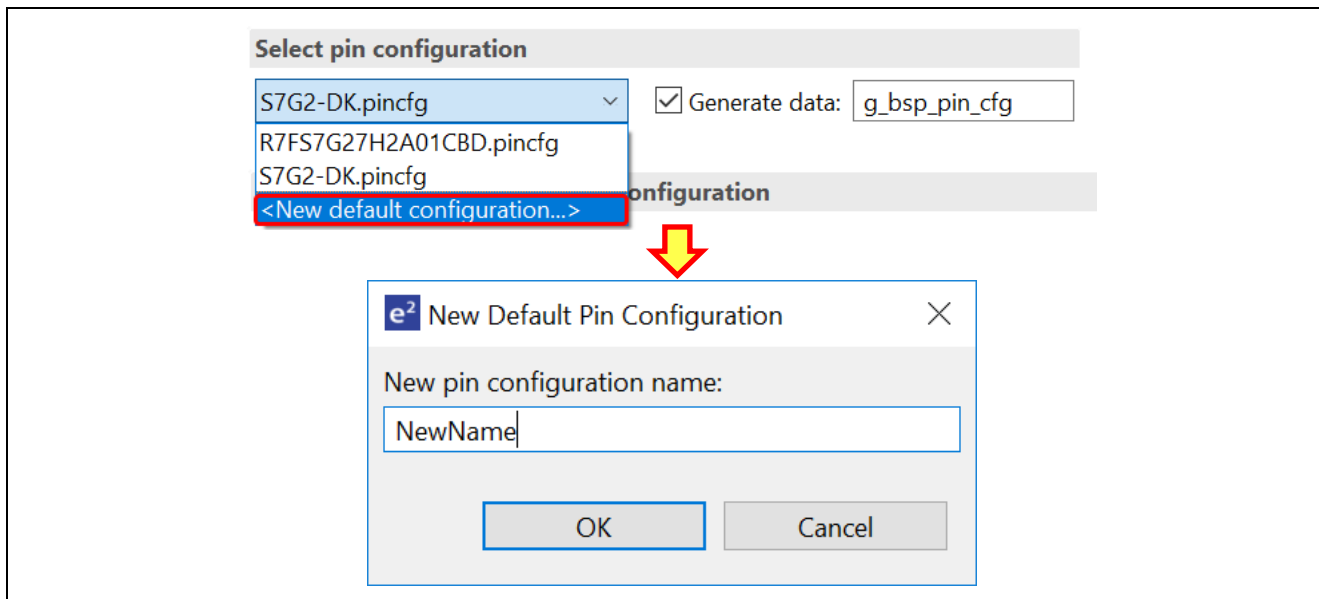 Select pin configuration
S7G2-DK.pincfg Generate data: g_bsp_pin_cfg
R7FS7G27H2A01CBD.pincfg
S7G2-DK.pincfg
onfiguration
<New default configuration...>
e² New Default Pin Configuration
New pin configuration name:
NewName
OK Cancel